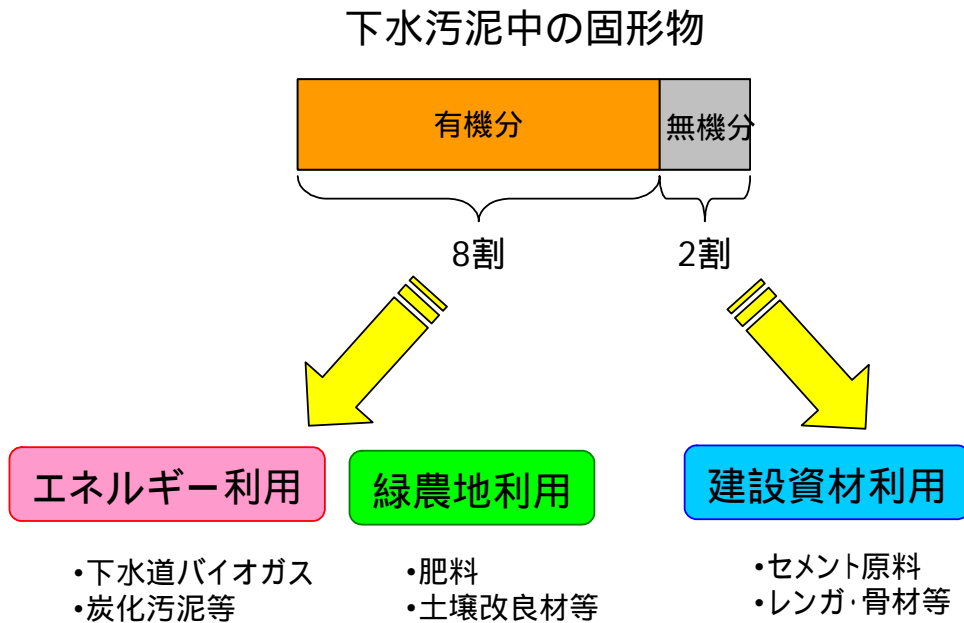 下水汚泥中の固形物
有機分
無機分
8割
2割
エネルギー利用
緑農地利用
建設資材利用
•下水道バイオガス
•炭化汚泥等
•肥料
•土壌改良材等
•セメント原料
•レンガ・骨材等